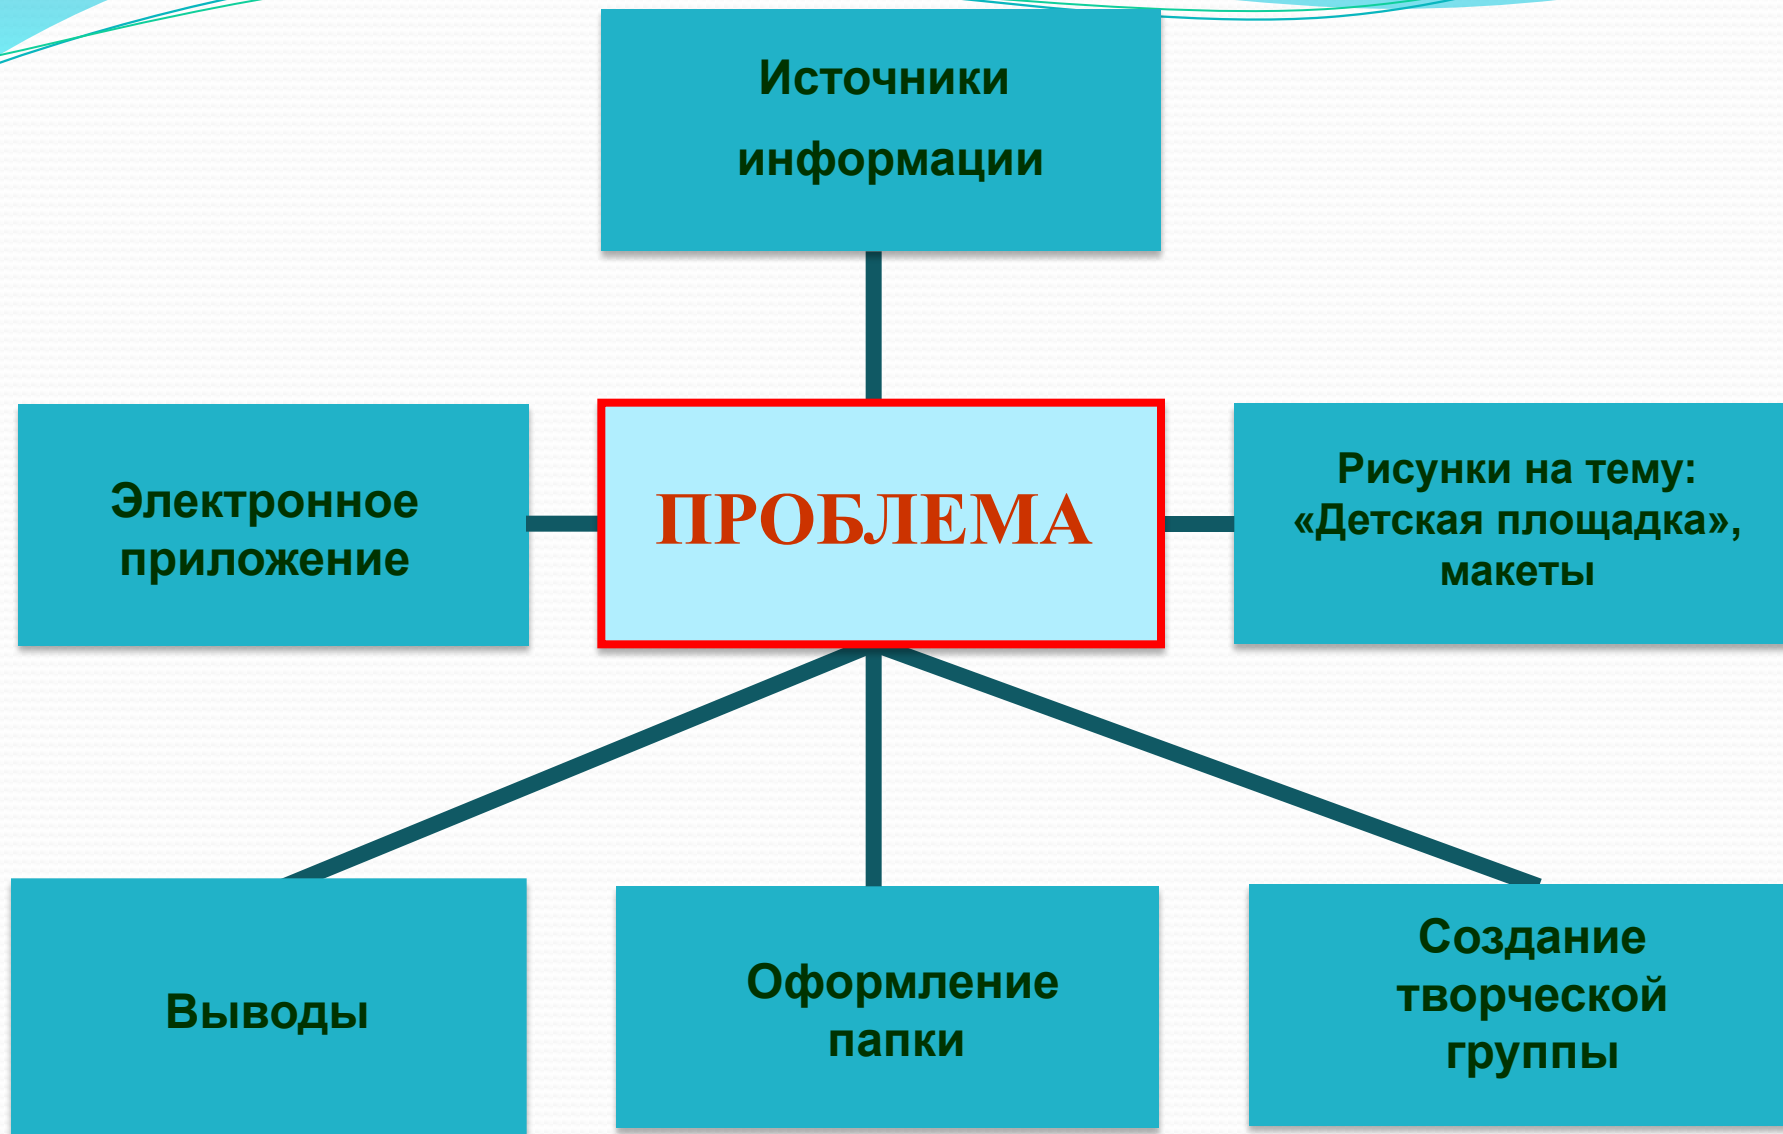 Источники
информации
Электронное
приложение
ПРОБЛЕМА
Рисунки на тему:
«Детская площадка»,
макеты
Выводы
Оформление
папки
Создание
творческой
группы